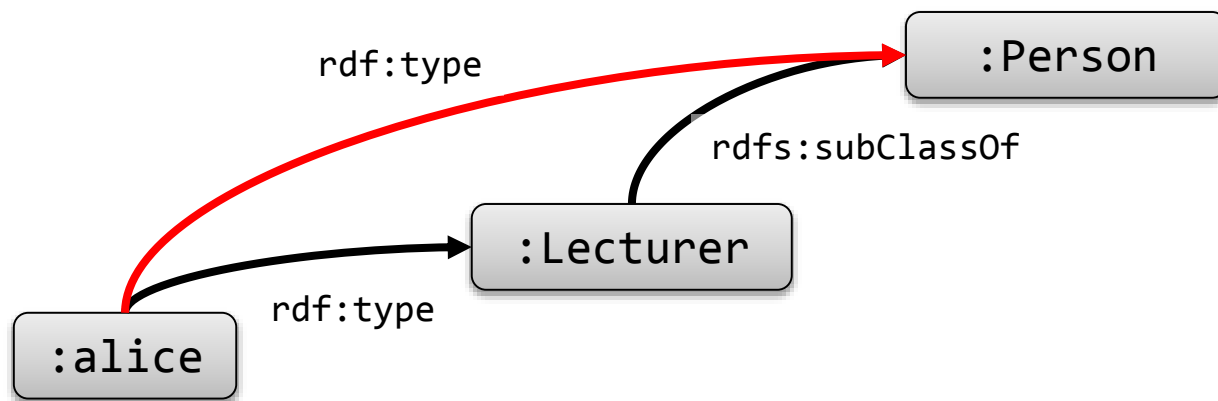 rdf:type
:Person
rdfs:subClassOf
:Lecturer
rdf:type
:alice